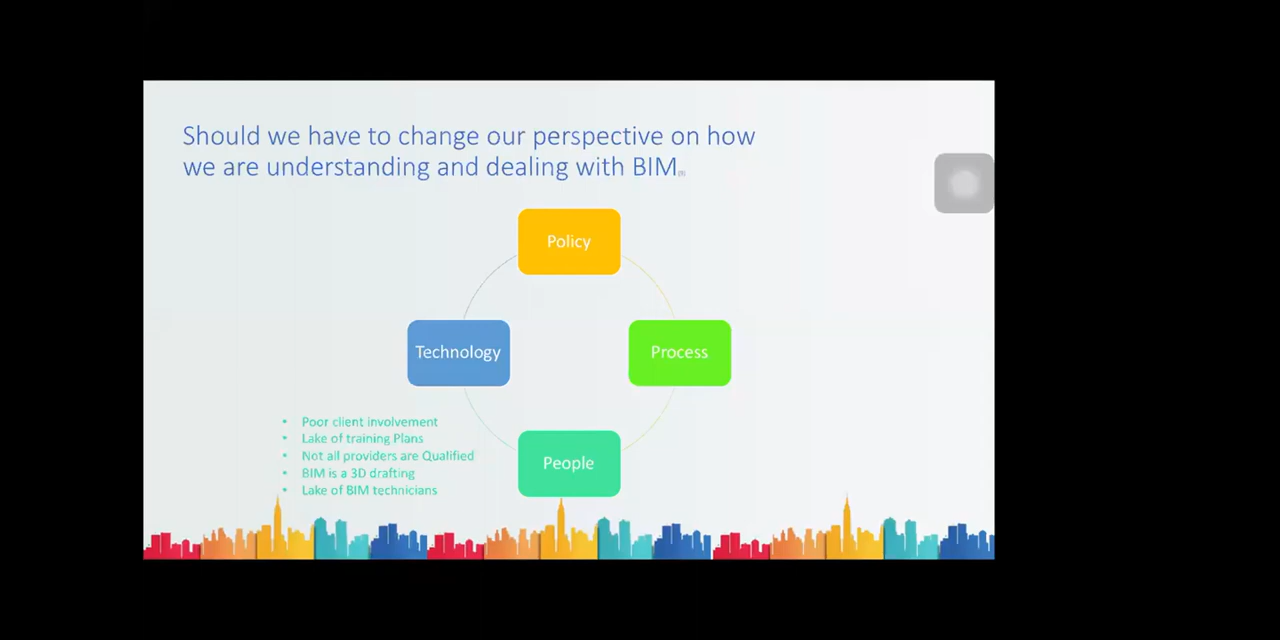 Should we have to change our perspective on how
we are understanding and dealing with BIM
Policy
Technology
Process
• Poor client involvement
• Lake of training Plans
• Not all providers are Qualified
• BIM is a 3D drafting
• Lake of BIM technicians
People